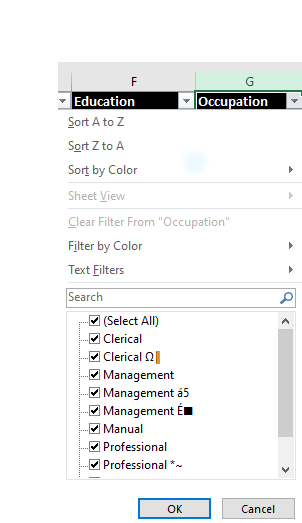 F G
Education Occupation
Sort A to Z
Sort Z to A
Sort by Color
Sheet View
Clear Filter From "Occupation"
Filter by Color
Text Filters
Search
(Select All)
Clerical
Clerical Ω▐
Management
Management á5
Management É■
Manual
Professional
Professional *~
OK Cancel